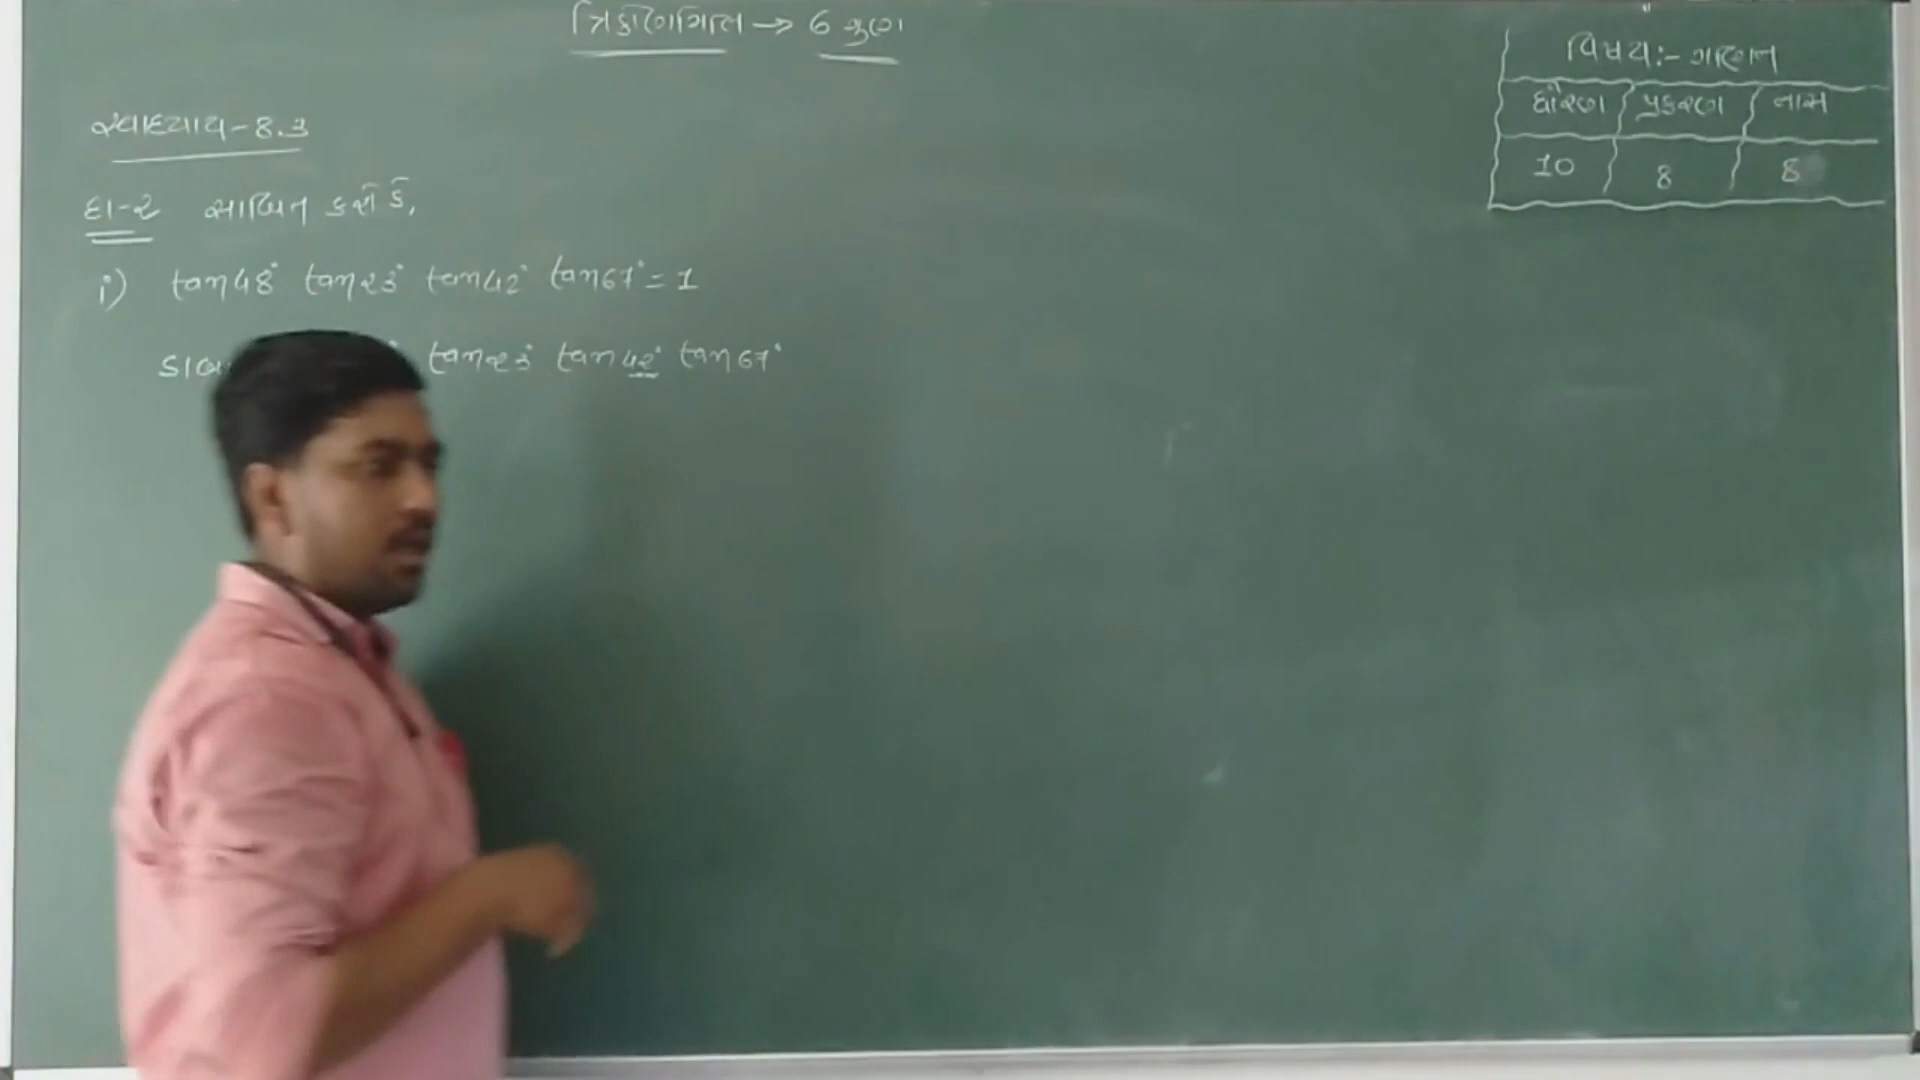 ત્રિકોણમિતિ → 6 ગુણ
વિષય:- ગણિત
ધોરણ પ્રકરણ નામ
10 8 8
સ્વાધ્યાય-8.3
દા-2 સાબિત કરો કે,
i) tan48° tan23° tan42° tan67° = 1
ડાબા tan23° tan42° tan67°